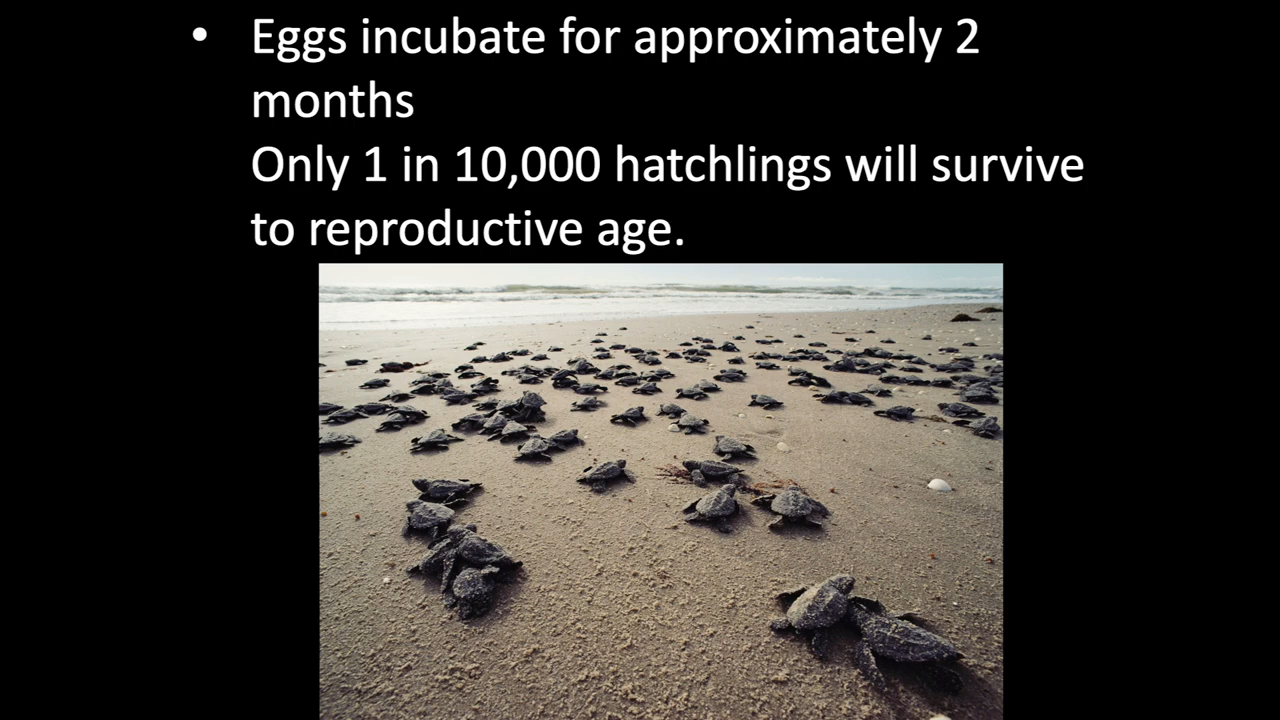 • Eggs incubate for approximately 2
months
Only 1 in 10,000 hatchlings will survive
to reproductive age.